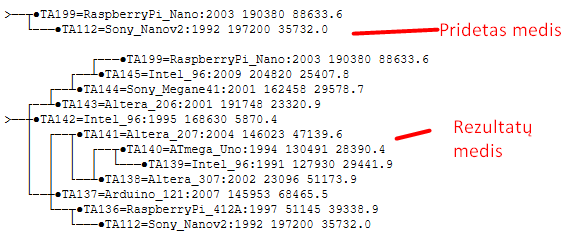 TA199=RaspberryPi_Nano:2003 190380 88633.6
TA112=Sony_Nanov2:1992 197200 35732.0
Pridetas medis
TA199=RaspberryPi_Nano:2003 190380 88633.6
TA145=Intel_96:2009 204820 25407.8
TA144=Sony_Megane41:2001 162458 29578.7
TA143=Altera_206:2001 191748 23320.9
TA142=Intel_96:1995 168630 5870.4
TA141=Altera_207:2004 146023 47139.6
TA140=ATmega_Uno:1994 130491 28390.4
TA139=Intel_96:1991 127930 29441.9
TA138=Altera_307:2002 23096 51173.9
TA137=Arduino_121:2007 145953 68465.5
TA136=RaspberryPi_412A:1997 51145 39338.9
TA112=Sony_Nanov2:1992 197200 35732.0
Rezultatų
medis